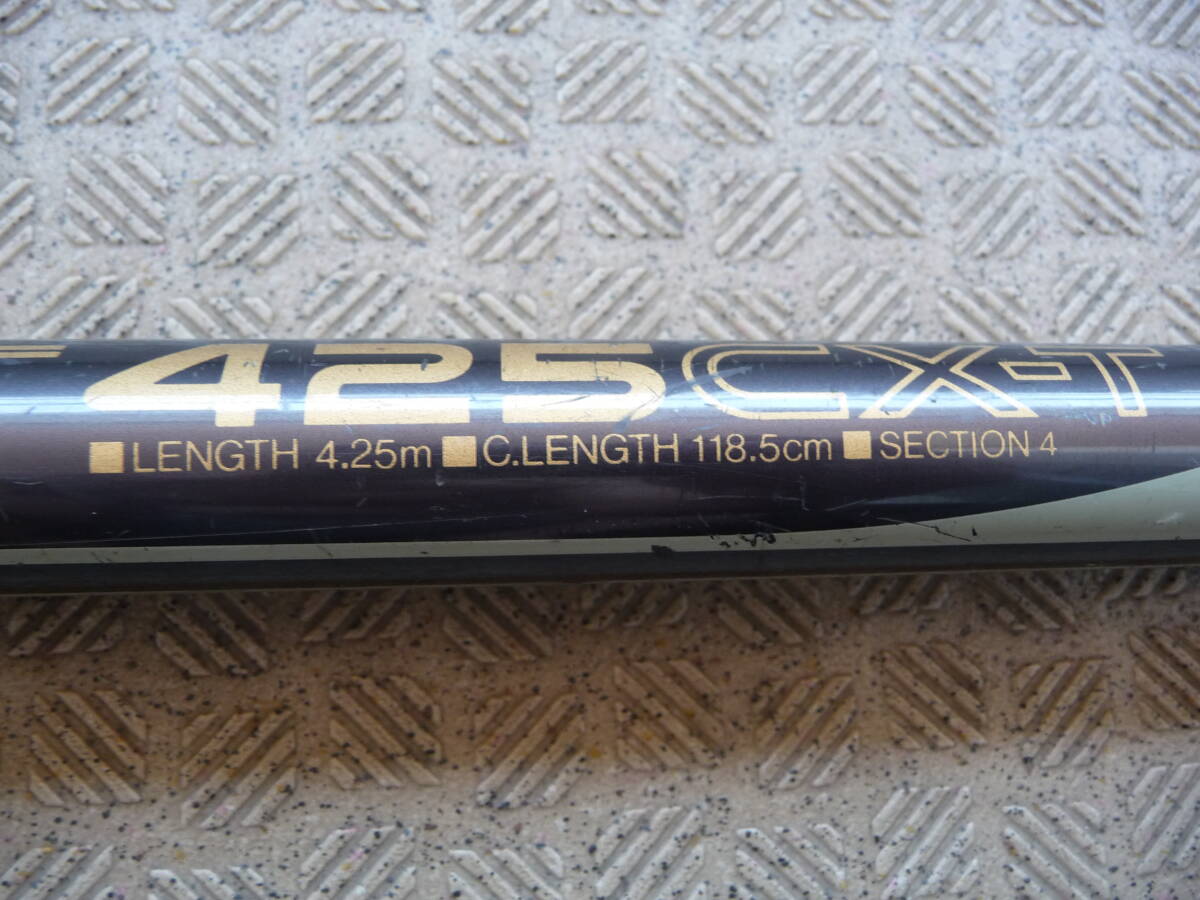 425CX-T
■LENGTH 4.25m ■C.LENGTH 118.5cm ■SECTION 4